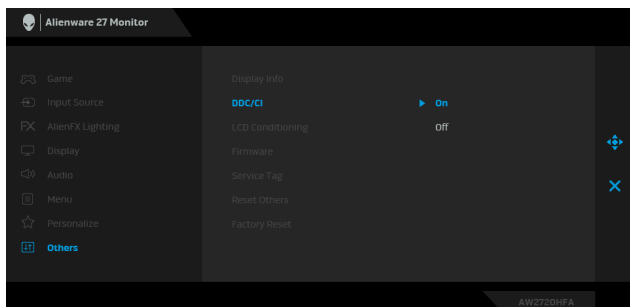 Alienware 27 Monitor
Game
Input Source
FX AlienFX Lighting
Display
Audio
Menu
Personalize
Others
Display Info
DDC/CI
On
LCD Conditioning
Off
Firmware
Service Tag
Reset Others
Factory Reset
AW2720HFA